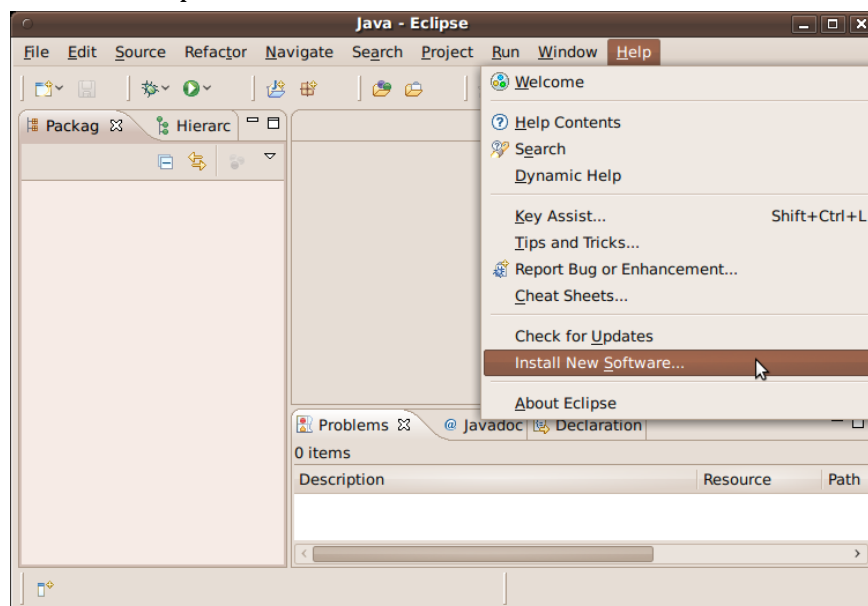 Java - Eclipse
File Edit Source Refactor Navigate Search Project Run Window Help
Packag Hierarc
Welcome
Help Contents
Search
Dynamic Help
Key Assist... Shift+Ctrl+L
Tips and Tricks...
Report Bug or Enhancement...
Cheat Sheets...
Check for Updates
Install New Software...
About Eclipse
Problems @ Javadoc Declaration
0 items
Description Resource Path